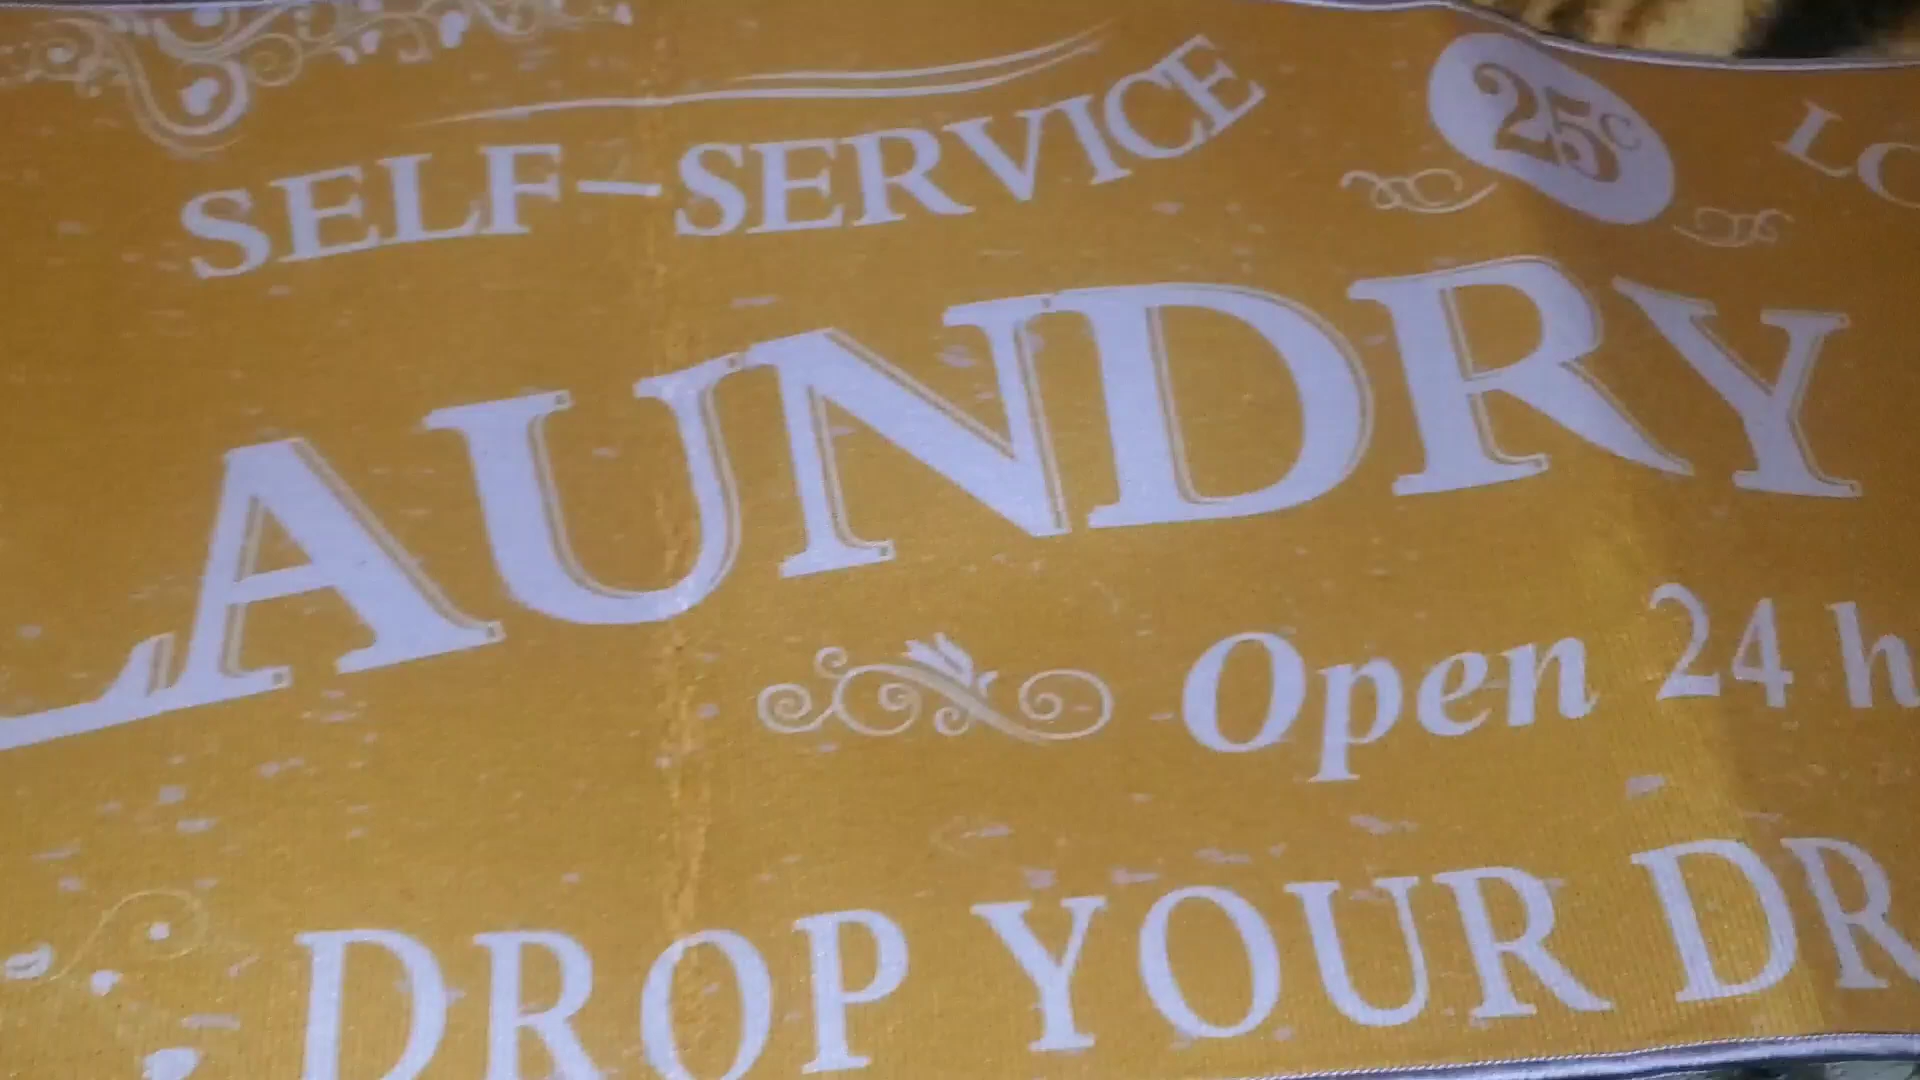 SELF-SERVICE
25¢
LAUNDRY
Open 24
DROP YOUR